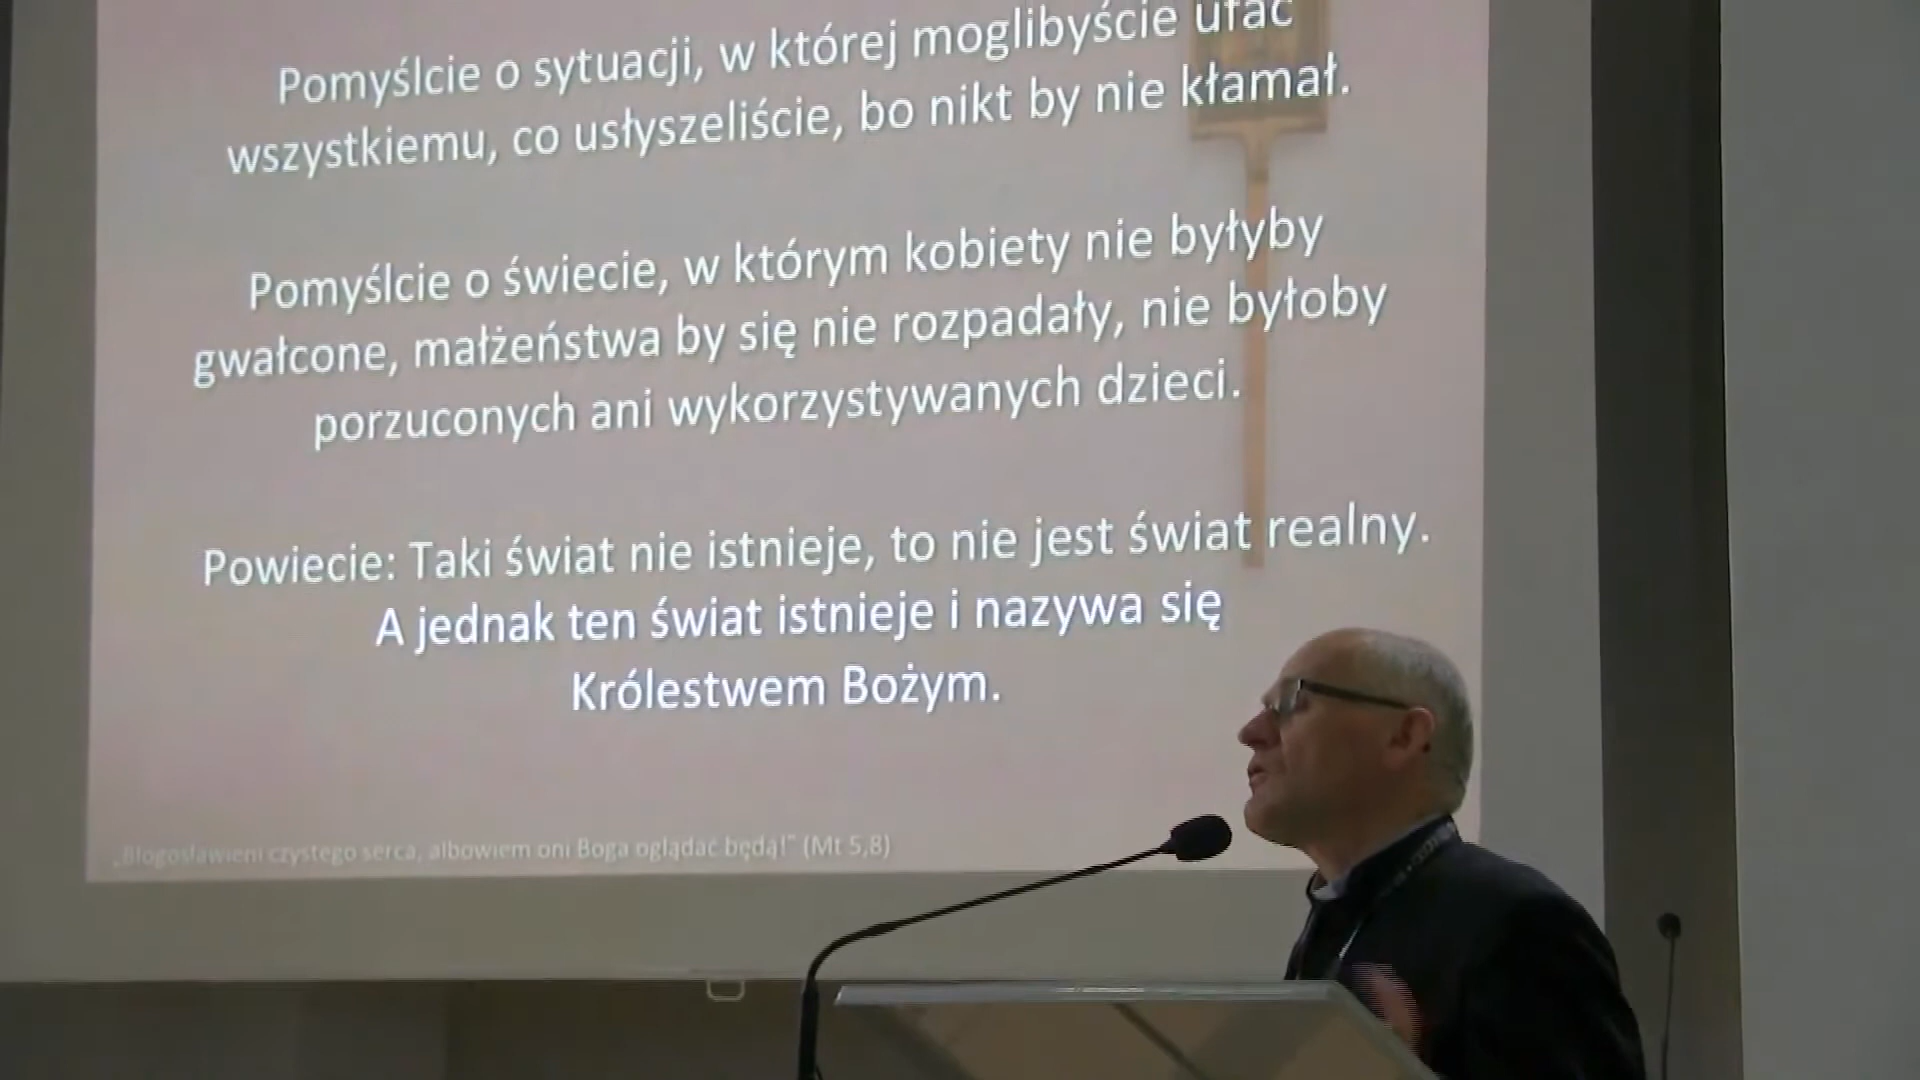 Pomyślcie o sytuacji, w której moglibyście ufać
wszystkiemu, co usłyszeliście, bo nikt by nie kłamał.
Pomyślcie o świecie, w którym kobiety nie byłyby
gwałcone, małżeństwa by się nie rozpadały, nie byłoby
porzuconych ani wykorzystywanych dzieci.
Powiecie: Taki świat nie istnieje, to nie jest świat realny.
A jednak ten świat istnieje i nazywa się
Królestwem Bożym.
„Błogosławieni czystego serca, albowiem oni Boga oglądać będą!” (Mt 5,8)